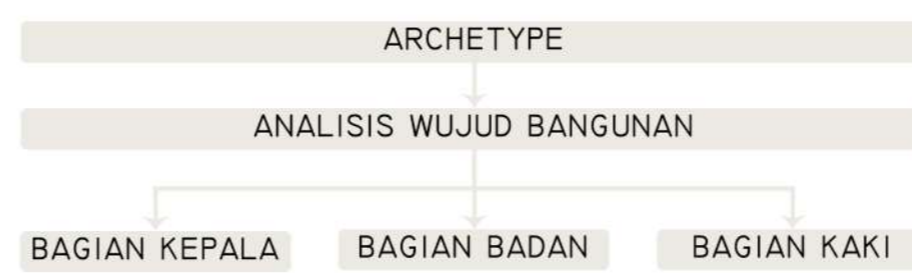 ARCHETYPE
ANALISIS WUJUD BANGUNAN
BAGIAN KEPALA
BAGIAN BADAN
BAGIAN KAKI